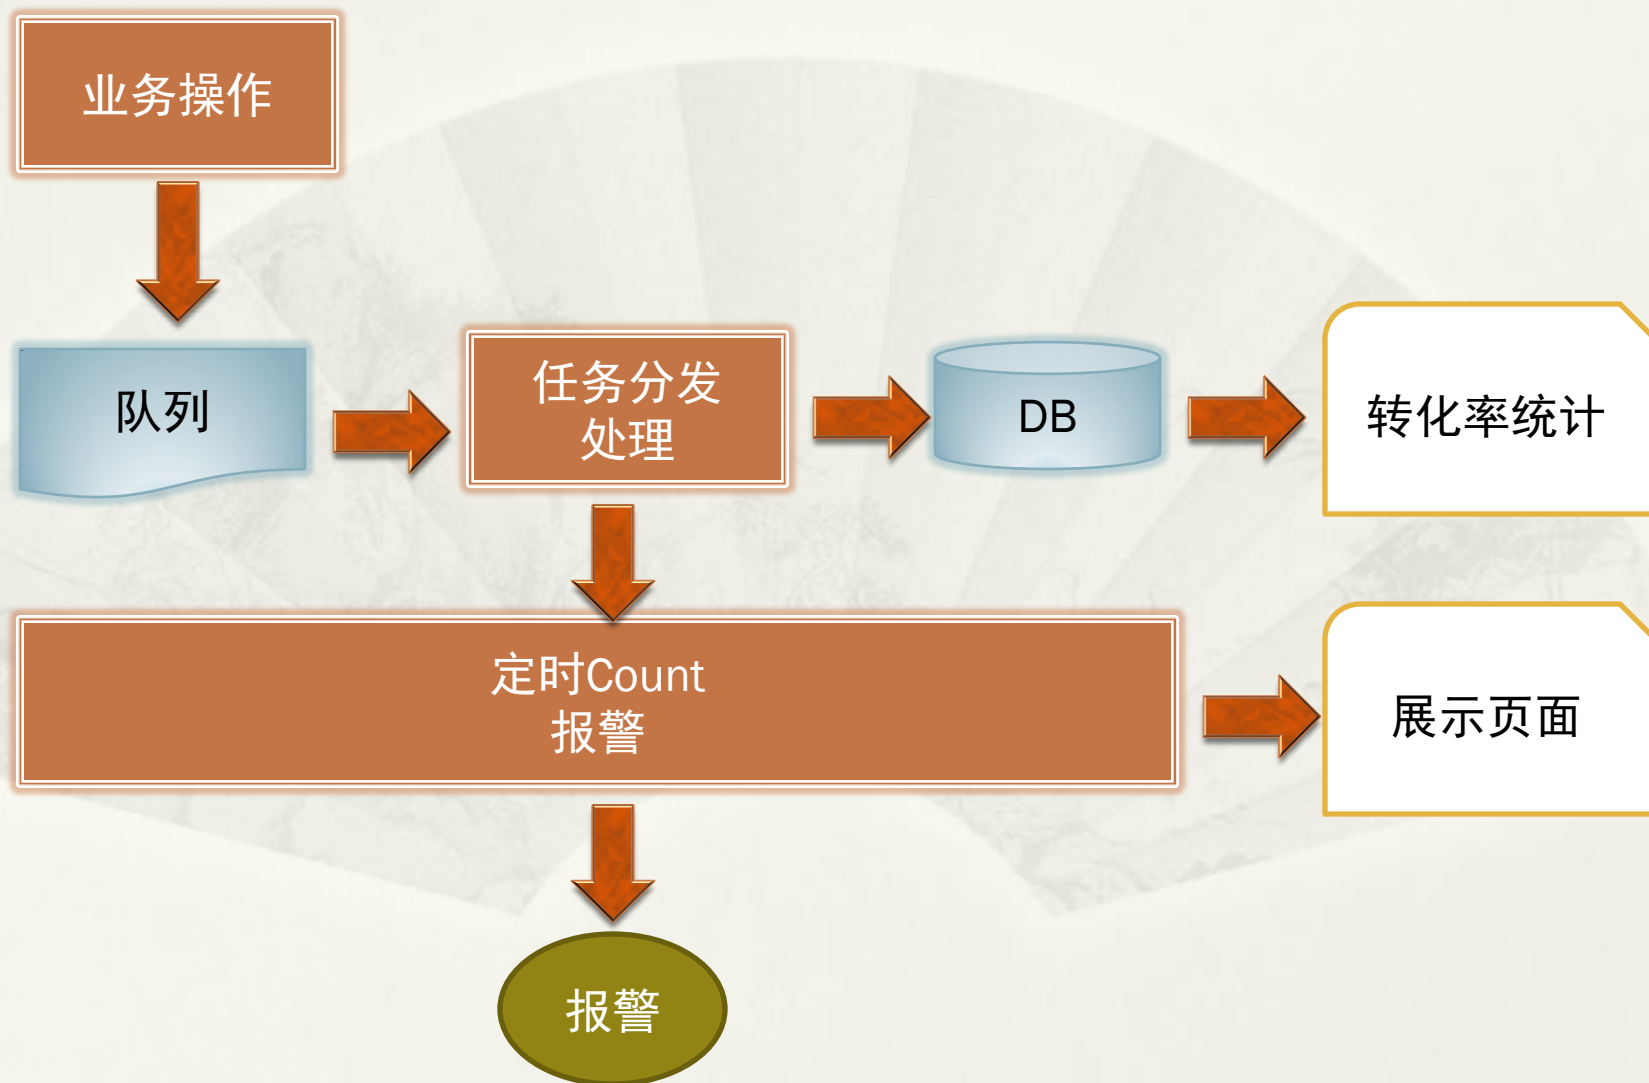 业务操作
队列
任务分发
处理
DB
转化率统计
定时Count
报警
展示页面
报警